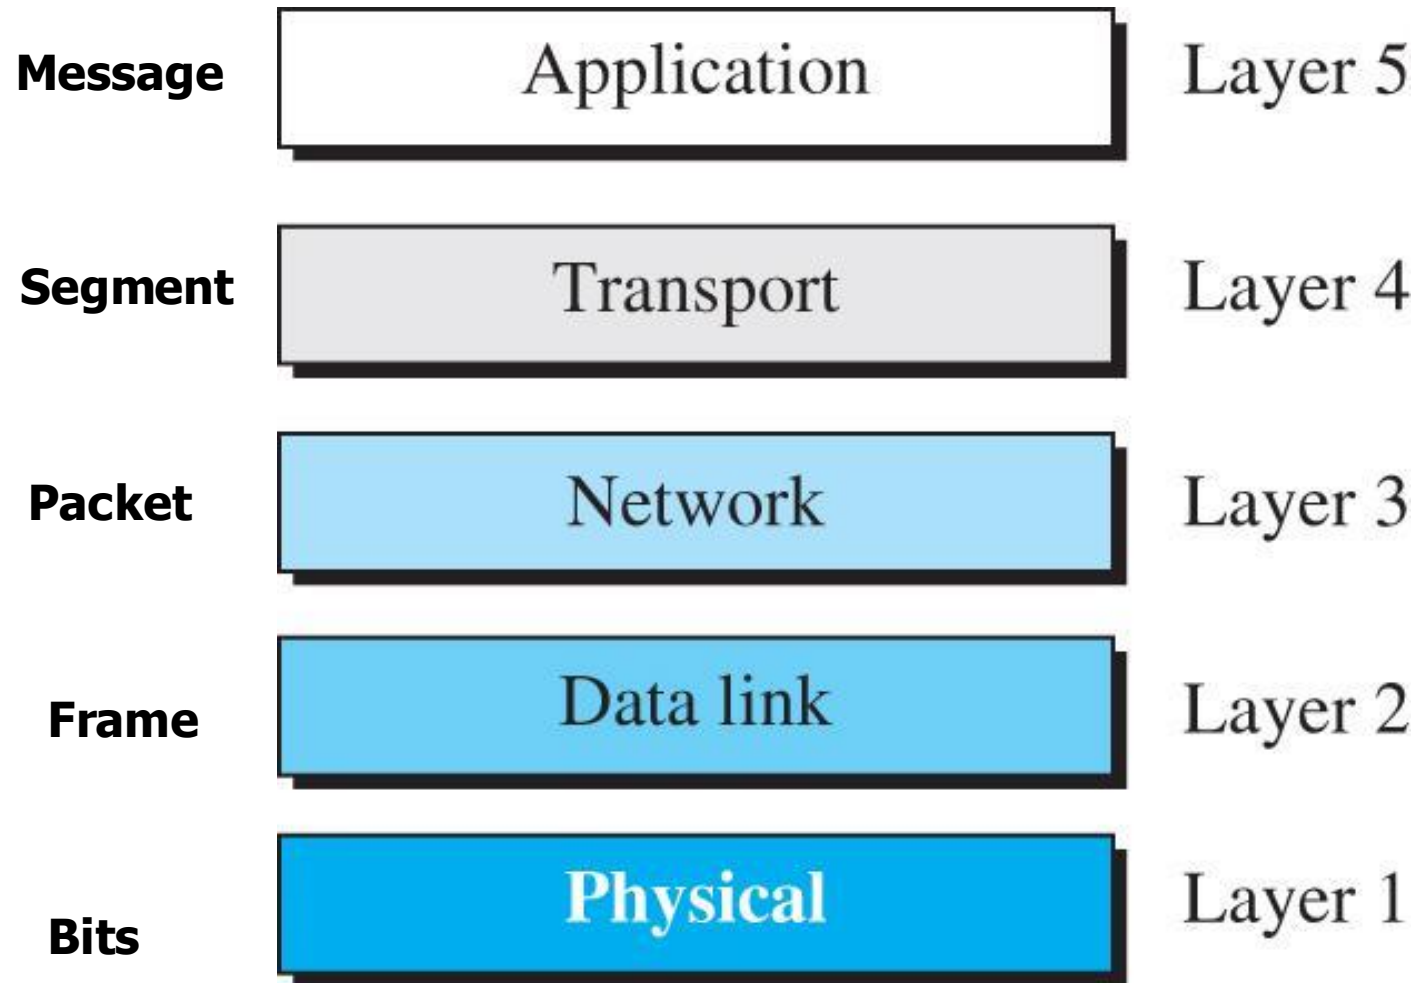 Message Application Layer 5
Segment Transport Layer 4
Packet Network Layer 3
Frame Data link Layer 2
Bits Physical Layer 1